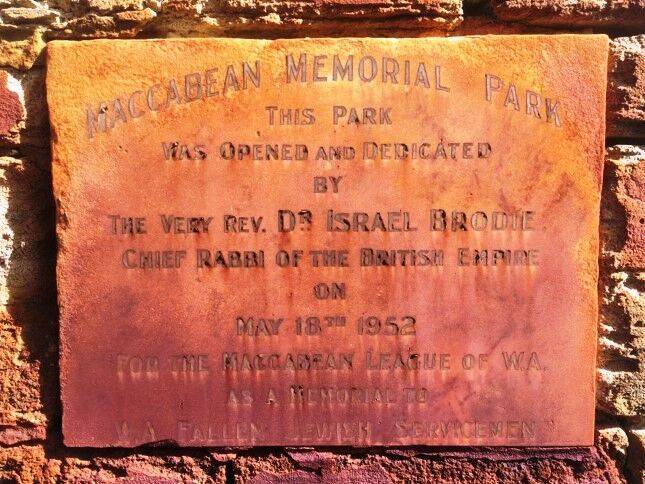 MACCABEAN MEMORIAL PARK
THIS PARK
WAS OPENED AND DEDICATED
BY
THE VERY REV. DR ISRAEL BRODIE.
CHIEF RABBI OF THE BRITISH EMPIRE
ON
MAY 18TH 1952
FOR THE MACCABEAN LEAGUE OF W.A.
AS A MEMORIAL TO
W.A. FALLEN JEWISH SERVICEMEN